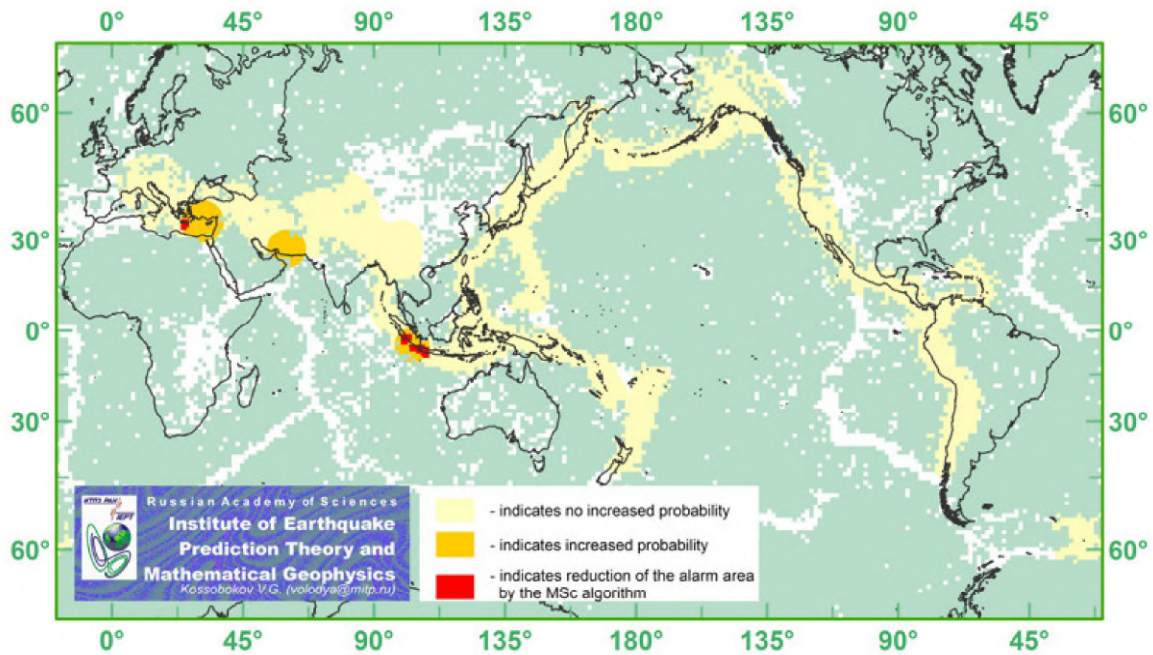 0° 45° 90° 135° 180° 135° 90° 45°
60° 60°
30° 30°
0° 0°
30° 30°
60° 60°
Russian Academy of Sciences
Institute of Earthquake
Prediction Theory and
Mathematical Geophysics
Kossobokov V.G. (volodya@mitp.ru)
- indicates no increased probability
- indicates increased probability
- indicates reduction of the alarm area
by the MSc algorithm
0° 45° 90° 135° 180° 135° 90° 45°